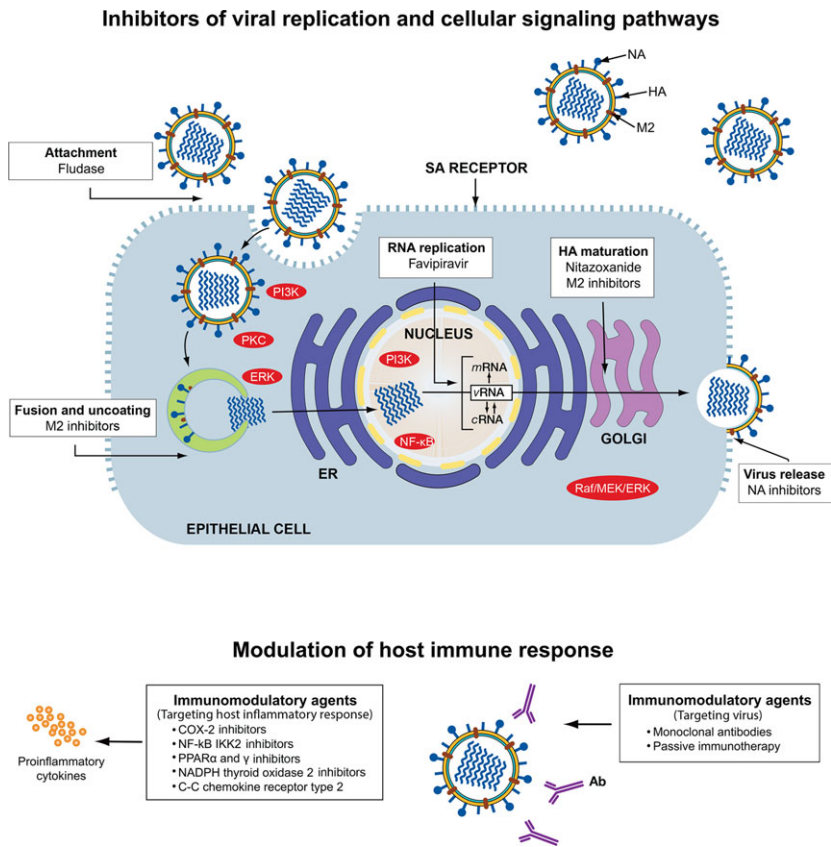 Inhibitors of viral replication and cellular signaling pathways
NA
HA
M2
Attachment
Fludase
SA RECEPTOR
RNA replication
Favipiravir
HA maturation
Nitazoxanide
M2 inhibitors
PI3K
PKC
ERK
NUCLEUS
PI3K
mRNA
vRNA
cRNA
NF-κB
Fusion and uncoating
M2 inhibitors
ER
GOLGI
Virus release
NA inhibitors
Raf/MEK/ERK
EPITHELIAL CELL
Modulation of host immune response
Proinflammatory
cytokines
Immunomodulatory agents
(Targeting host inflammatory response)
• COX-2 inhibitors
• NF-kB IKK2 inhibitors
• PPARα and γ inhibitors
• NADPH thyroid oxidase 2 inhibitors
• C-C chemokine receptor type 2
Ab
Immunomodulatory agents
(Targeting virus)
• Monoclonal antibodies
• Passive immunotherapy